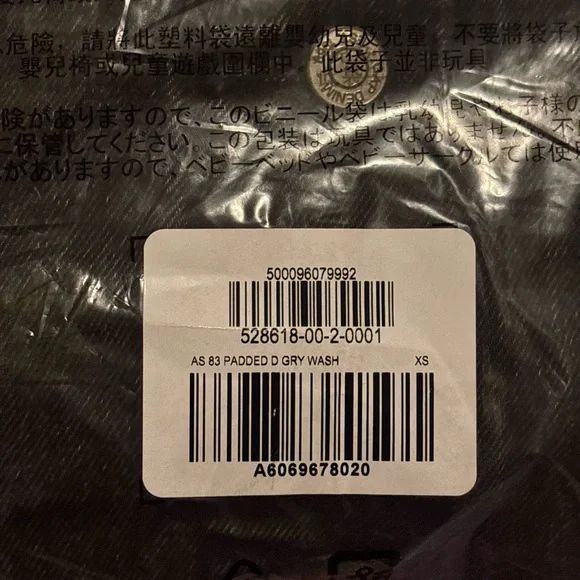 危險，請將此塑料袋遠離嬰幼兒及兒童，不要將袋子
嬰兒椅或兒童遊戲圍欄中，此袋子並非玩具
険がありますので、このビニール袋は乳幼児や
に保管してください。この包装は玩具ではありません。不
がありますので、ベビーベッドやベビーサークルでは使
500096079992
528618-00-2-0001
AS 83 PADDED D GRY WASH XS
A6069678020